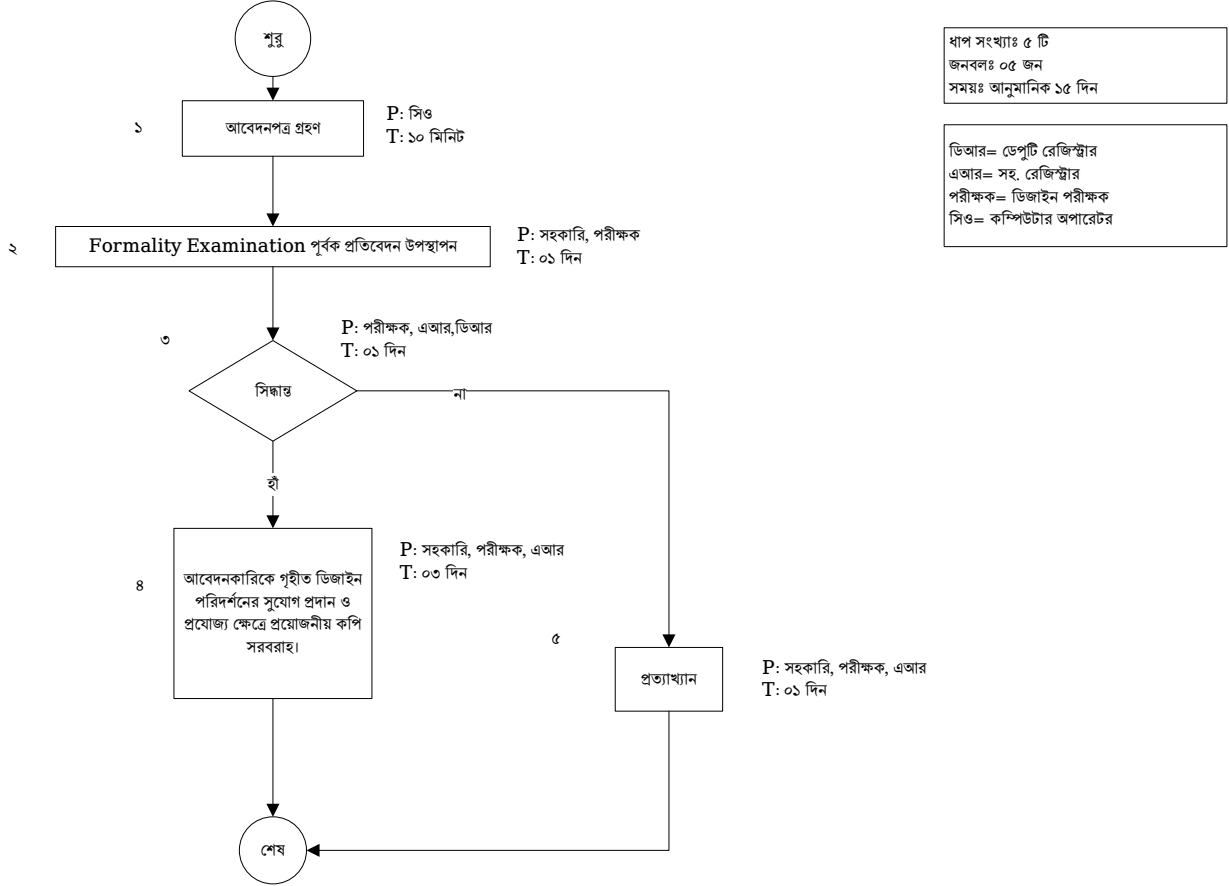 শুরু
ধাপ সংখ্যাঃ ৫ টি
জনবলঃ ০৫ জন
সময়ঃ আনুমানিক ১৫ দিন
ডিআর= ডেপুটি রেজিস্ট্রার
এআর= সহ. রেজিস্ট্রার
পরীক্ষক= ডিজাইন পরীক্ষক
সিও= কম্পিউটার অপারেটর
১
আবেদনপত্র গ্রহণ
P: সিও
T: ১০ মিনিট
২
Formality Examination পূর্বক প্রতিবেদন উপস্থাপন
P: সহকারি, পরীক্ষক
T: ০১ দিন
৩
P: পরীক্ষক, এআর,ডিআর
T: ০১ দিন
সিদ্ধান্ত
না
হাঁ
৪
আবেদনকারিকে গৃহীত ডিজাইন
পরিদর্শনের সুযোগ প্রদান ও
প্রযোজ্য ক্ষেত্রে প্রয়োজনীয় কপি
সরবরাহ।
P: সহকারি, পরীক্ষক, এআর
T: ০৩ দিন
৫
প্রত্যাখ্যান
P: সহকারি, পরীক্ষক, এআর
T: ০১ দিন
শেষ